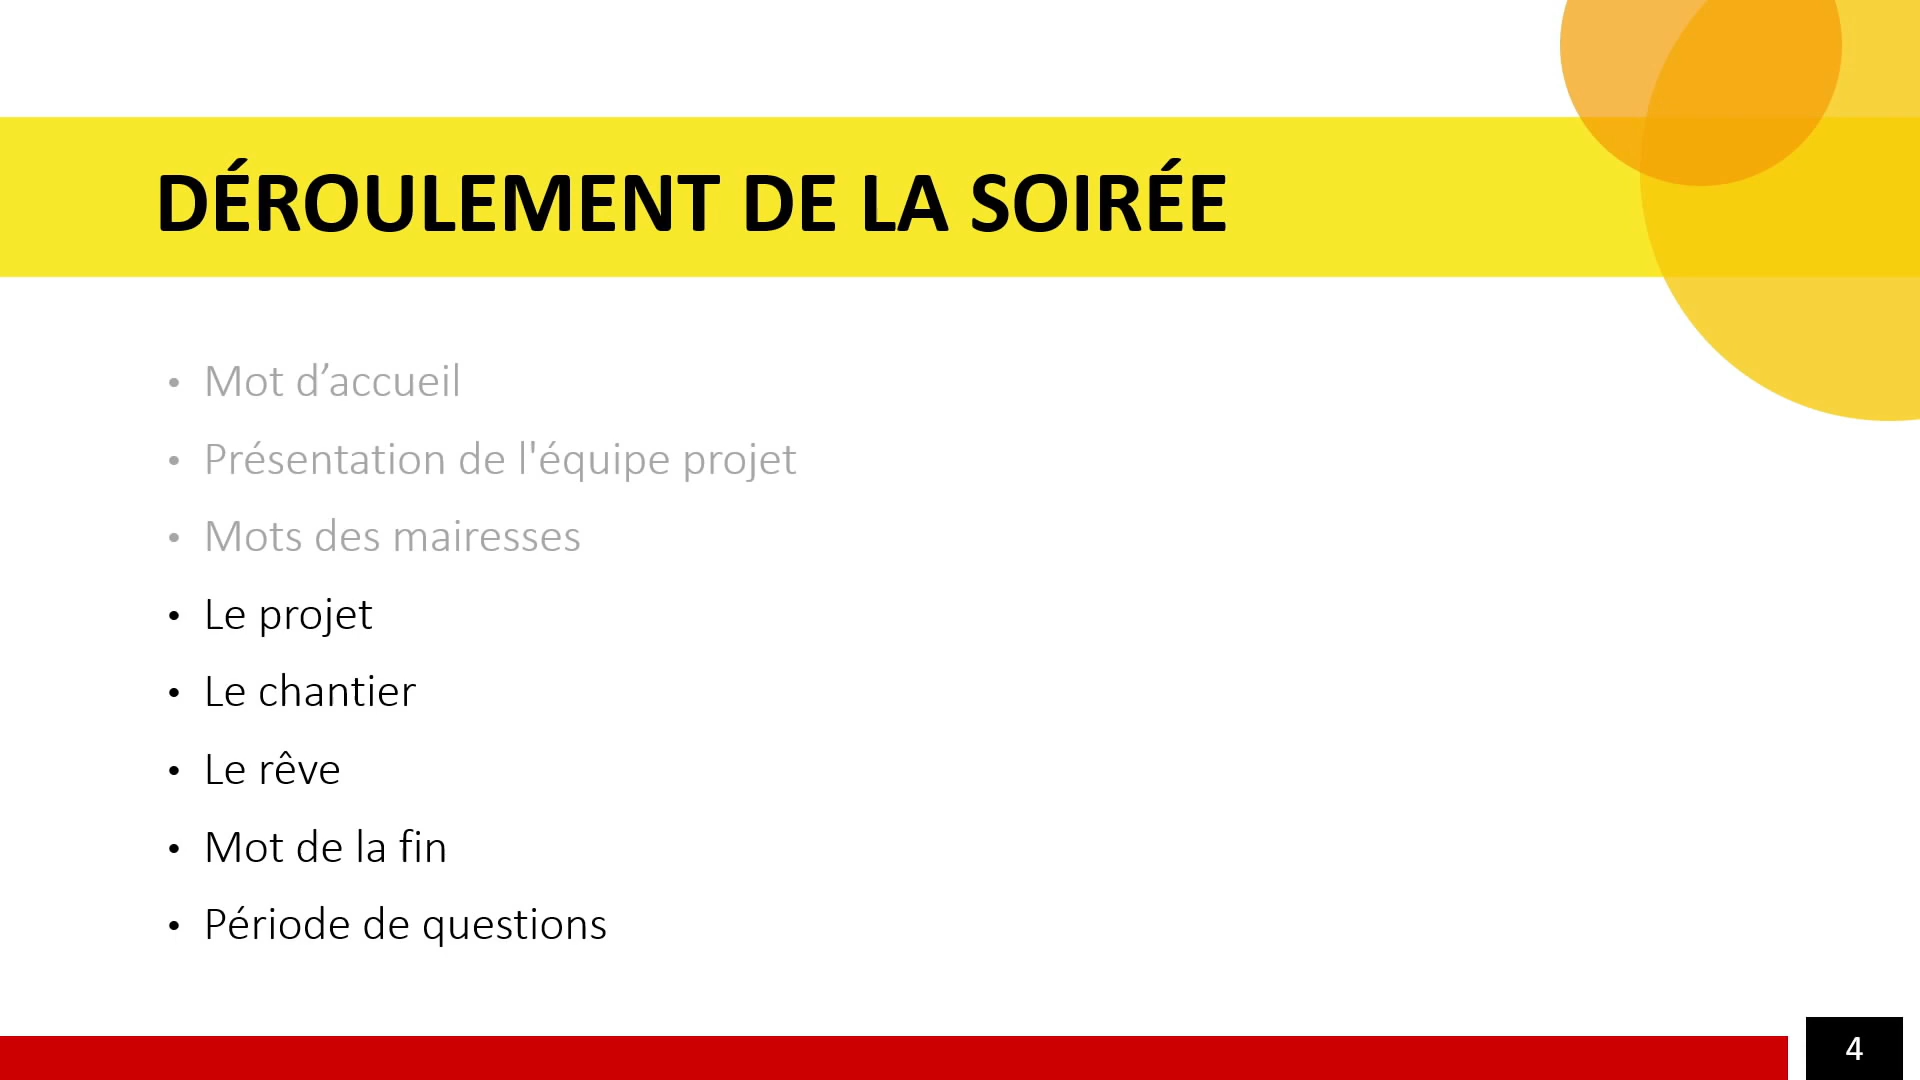 DÉROULEMENT DE LA SOIRÉE
• Mot d’accueil
• Présentation de l'équipe projet
• Mots des mairesses
• Le projet
• Le chantier
• Le rêve
• Mot de la fin
• Période de questions
4